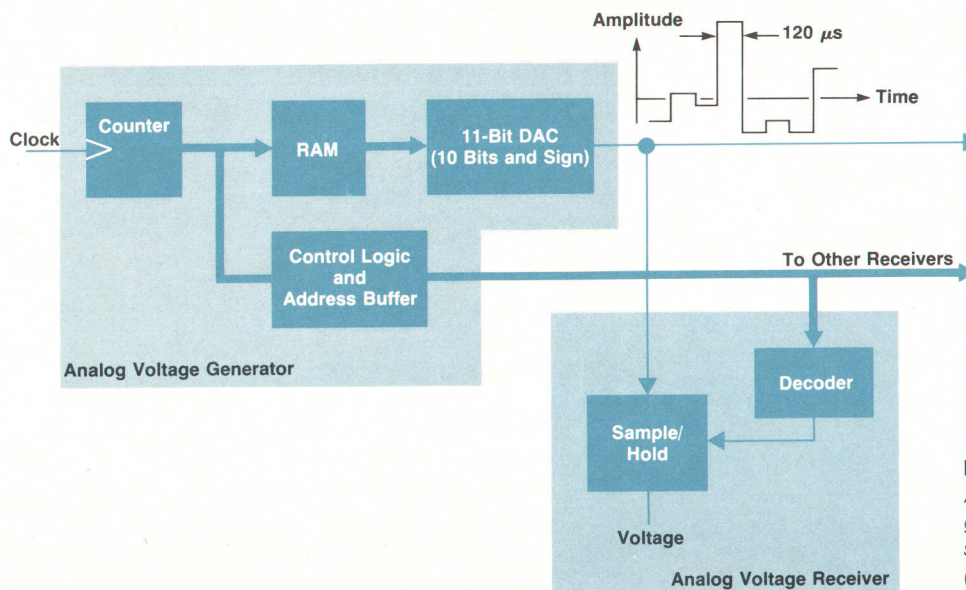 Amplitude
120 μs
Time
Clock
Counter
RAM
11-Bit DAC
(10 Bits and Sign)
Control Logic
and
Address Buffer
To Other Receivers
Analog Voltage Generator
Decoder
Sample/
Hold
Voltage
Analog Voltage Receiver